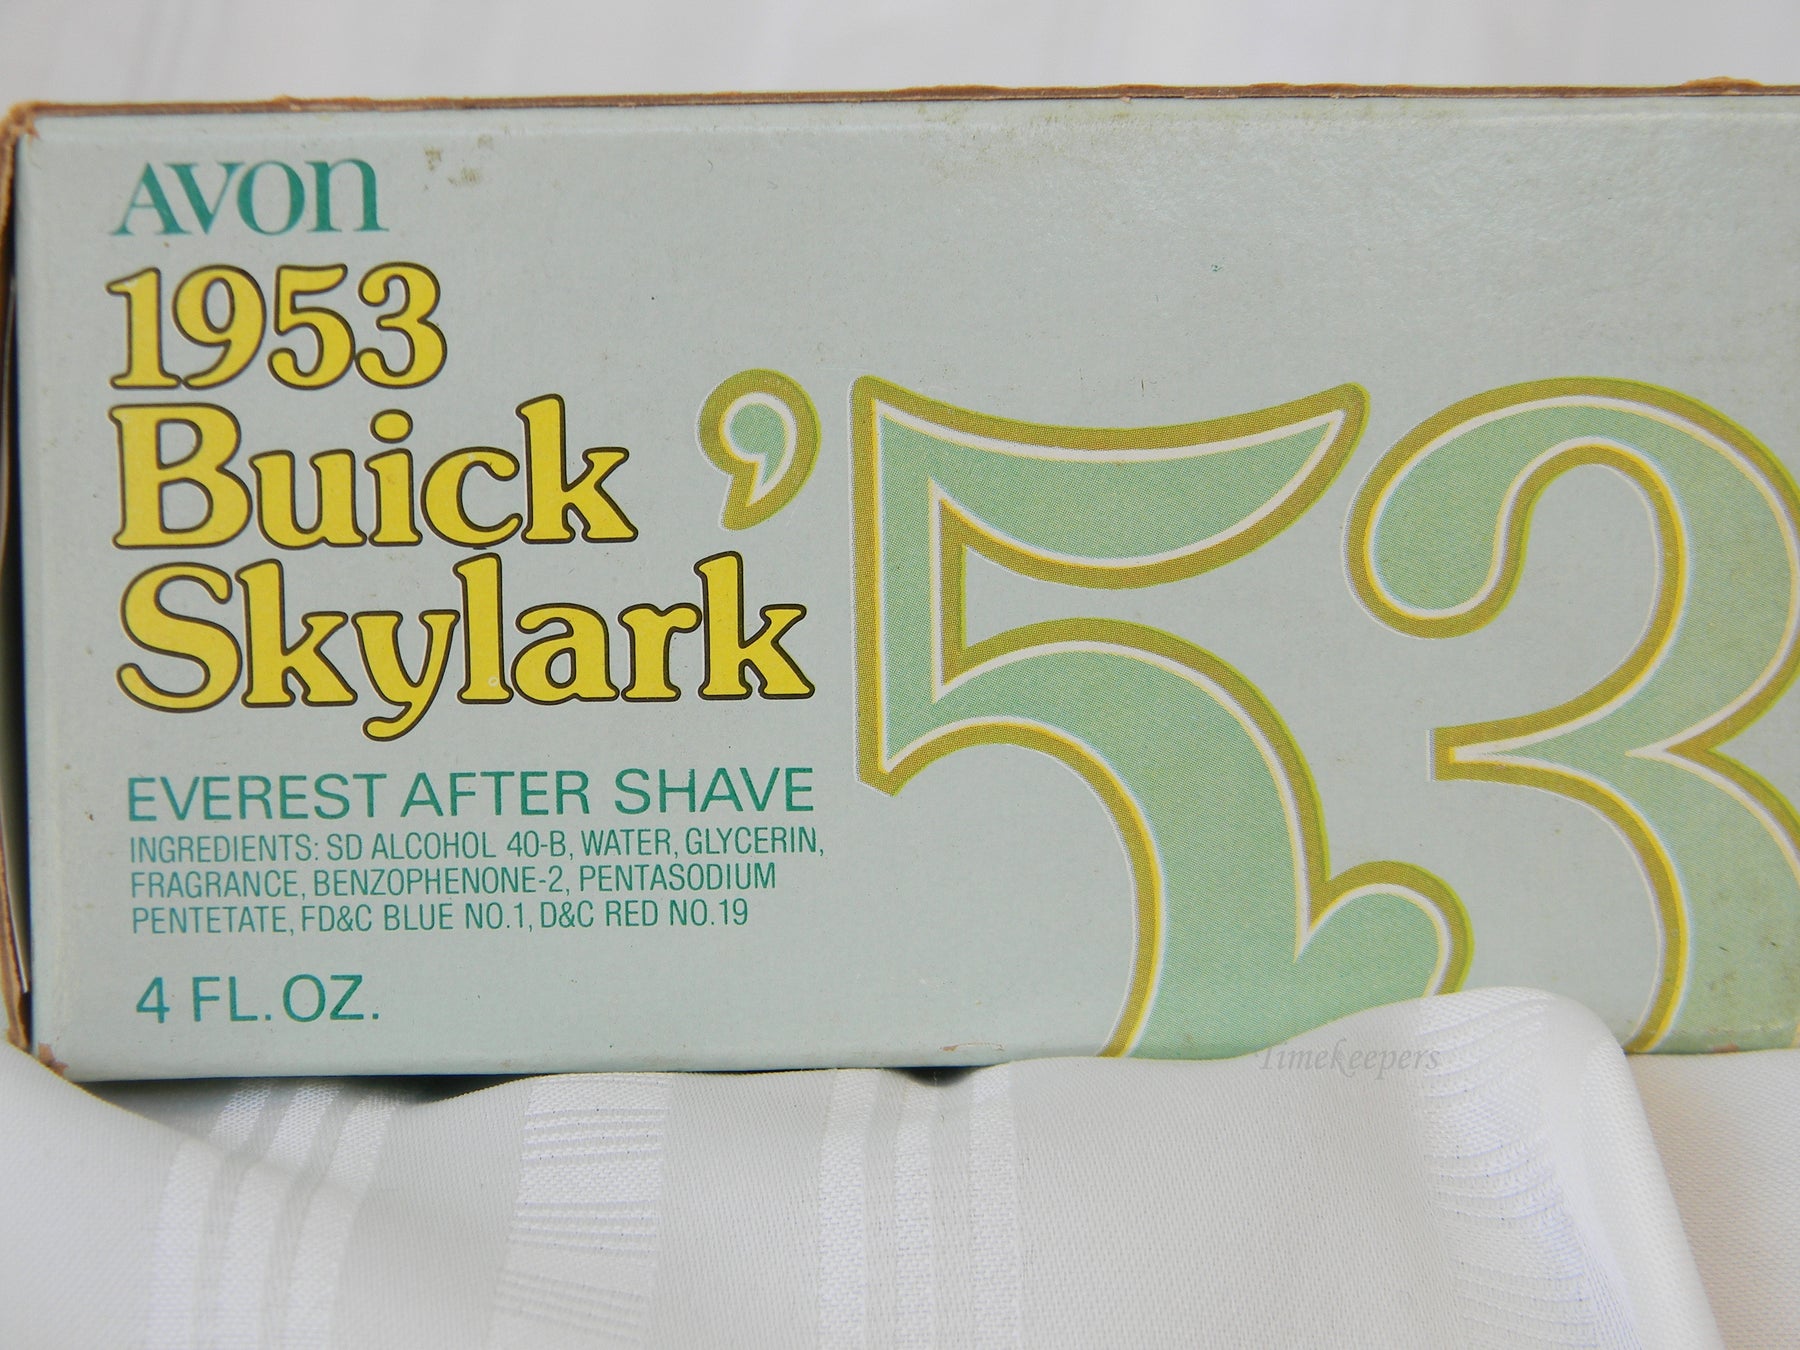 AVON
1953
Buick
Skylark
'53
EVEREST AFTER SHAVE
INGREDIENTS: SD ALCOHOL 40-B, WATER, GLYCERIN,
FRAGRANCE, BENZOPHENONE-2, PENTASODIUM
PENTETATE, FD&C BLUE NO.1, D&C RED NO.19
4 FL. OZ.
Timekeepers